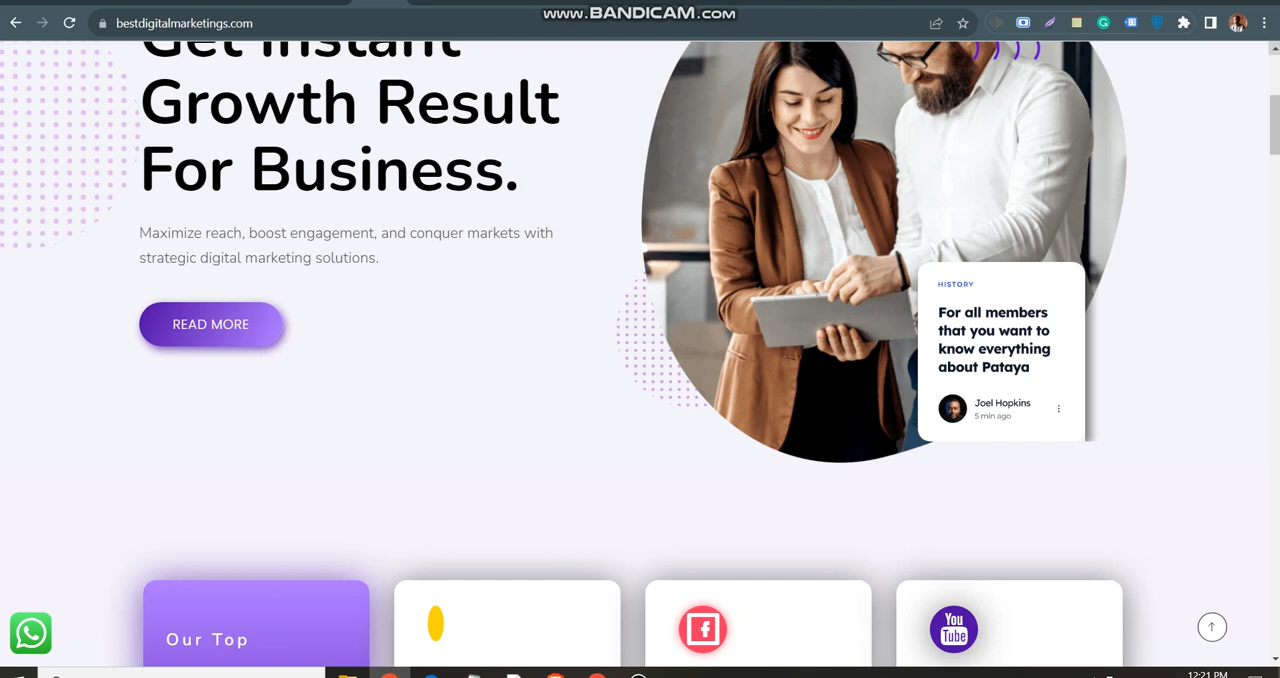 www.BANDICAM.com
bestdigitalmarketings.com
Get Instant
Growth Result
For Business.
Maximize reach, boost engagement, and conquer markets with
strategic digital marketing solutions.
READ MORE
HISTORY
For all members
that you want to
know everything
about Pataya
Joel Hopkins
5 min ago
Our Top
You
Tube
12:21 PM